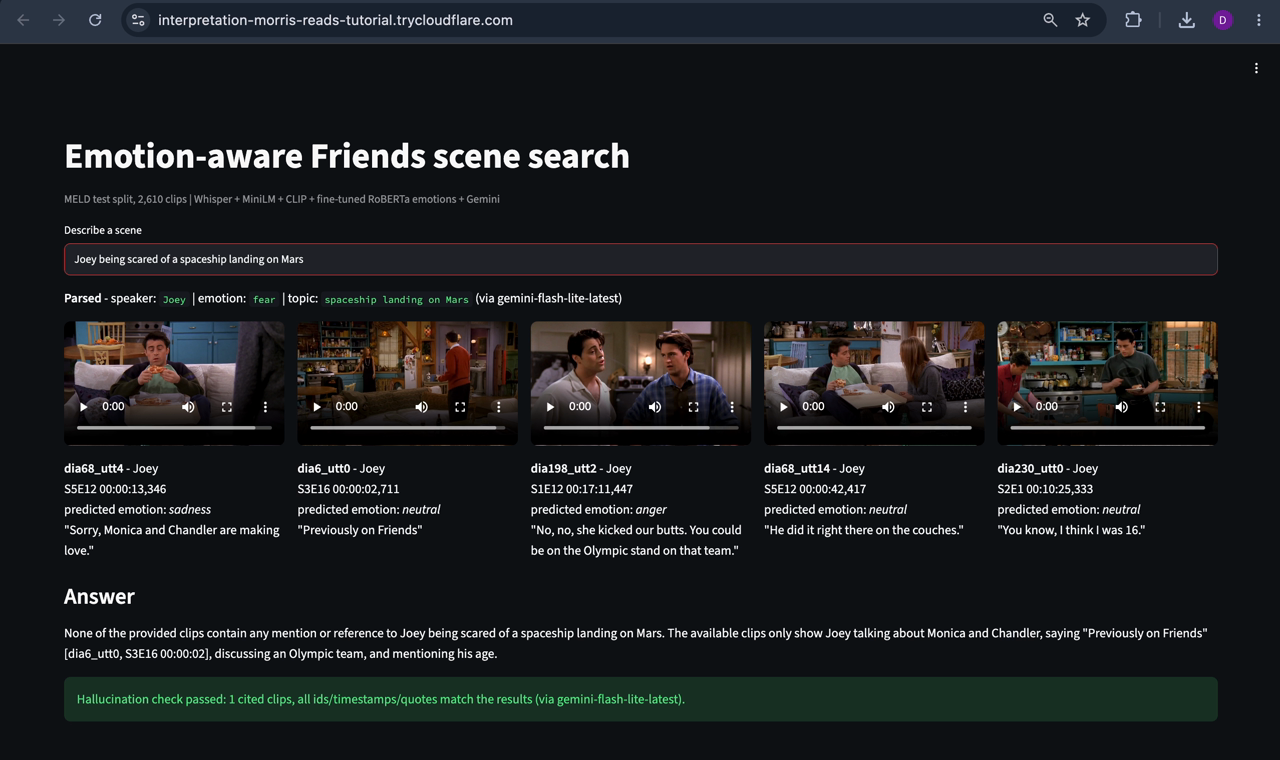 interpretation-morris-reads-tutorial.trycloudflare.com
D
Emotion-aware Friends scene search
MELD test split, 2,610 clips | Whisper + MiniLM + CLIP + fine-tuned RoBERTa emotions + Gemini
Describe a scene
Joey being scared of a spaceship landing on Mars
Parsed - speaker: Joey | emotion: fear | topic: spaceship landing on Mars (via gemini-flash-lite-latest)
0:00
0:00
0:00
0:00
0:00
dia68_utt4 - Joey
S5E12 00:00:13,346
predicted emotion: sadness
"Sorry, Monica and Chandler are making
love."
dia6_utt0 - Joey
S3E16 00:00:02,711
predicted emotion: neutral
"Previously on Friends"
dia198_utt2 - Joey
S1E12 00:17:11,447
predicted emotion: anger
"No, no, she kicked our butts. You could
be on the Olympic stand on that team."
dia68_utt14 - Joey
S5E12 00:00:42,417
predicted emotion: neutral
"He did it right there on the couches."
dia230_utt0 - Joey
S2E1 00:10:25,333
predicted emotion: neutral
"You know, I think I was 16."
Answer
None of the provided clips contain any mention or reference to Joey being scared of a spaceship landing on Mars. The available clips only show Joey talking about Monica and Chandler, saying "Previously on Friends"
[dia6_utt0, S3E16 00:00:02], discussing an Olympic team, and mentioning his age.
Hallucination check passed: 1 cited clips, all ids/timestamps/quotes match the results (via gemini-flash-lite-latest).